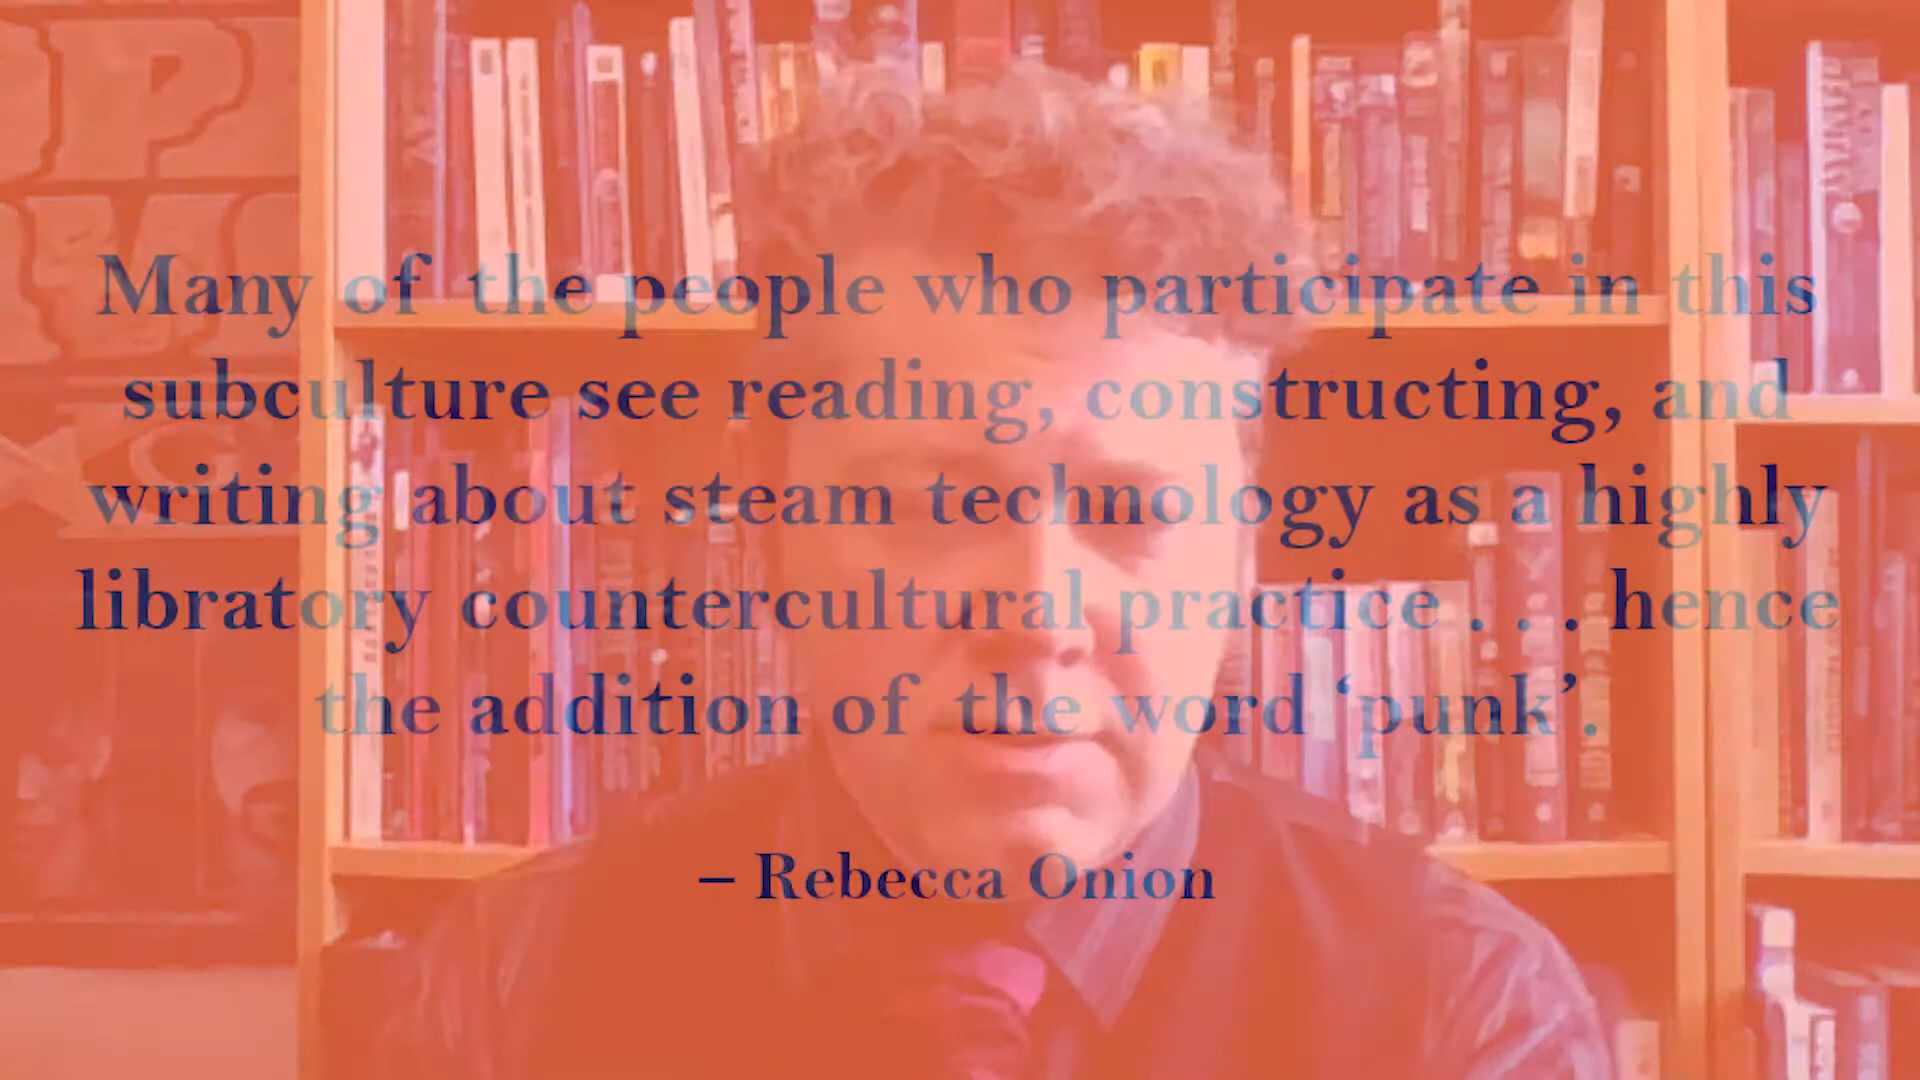 Many of the people who participate in this
subculture see reading, constructing, and
writing about steam technology as a highly
libratory countercultural practice . . . hence
the addition of the word ‘punk’.
– Rebecca Onion